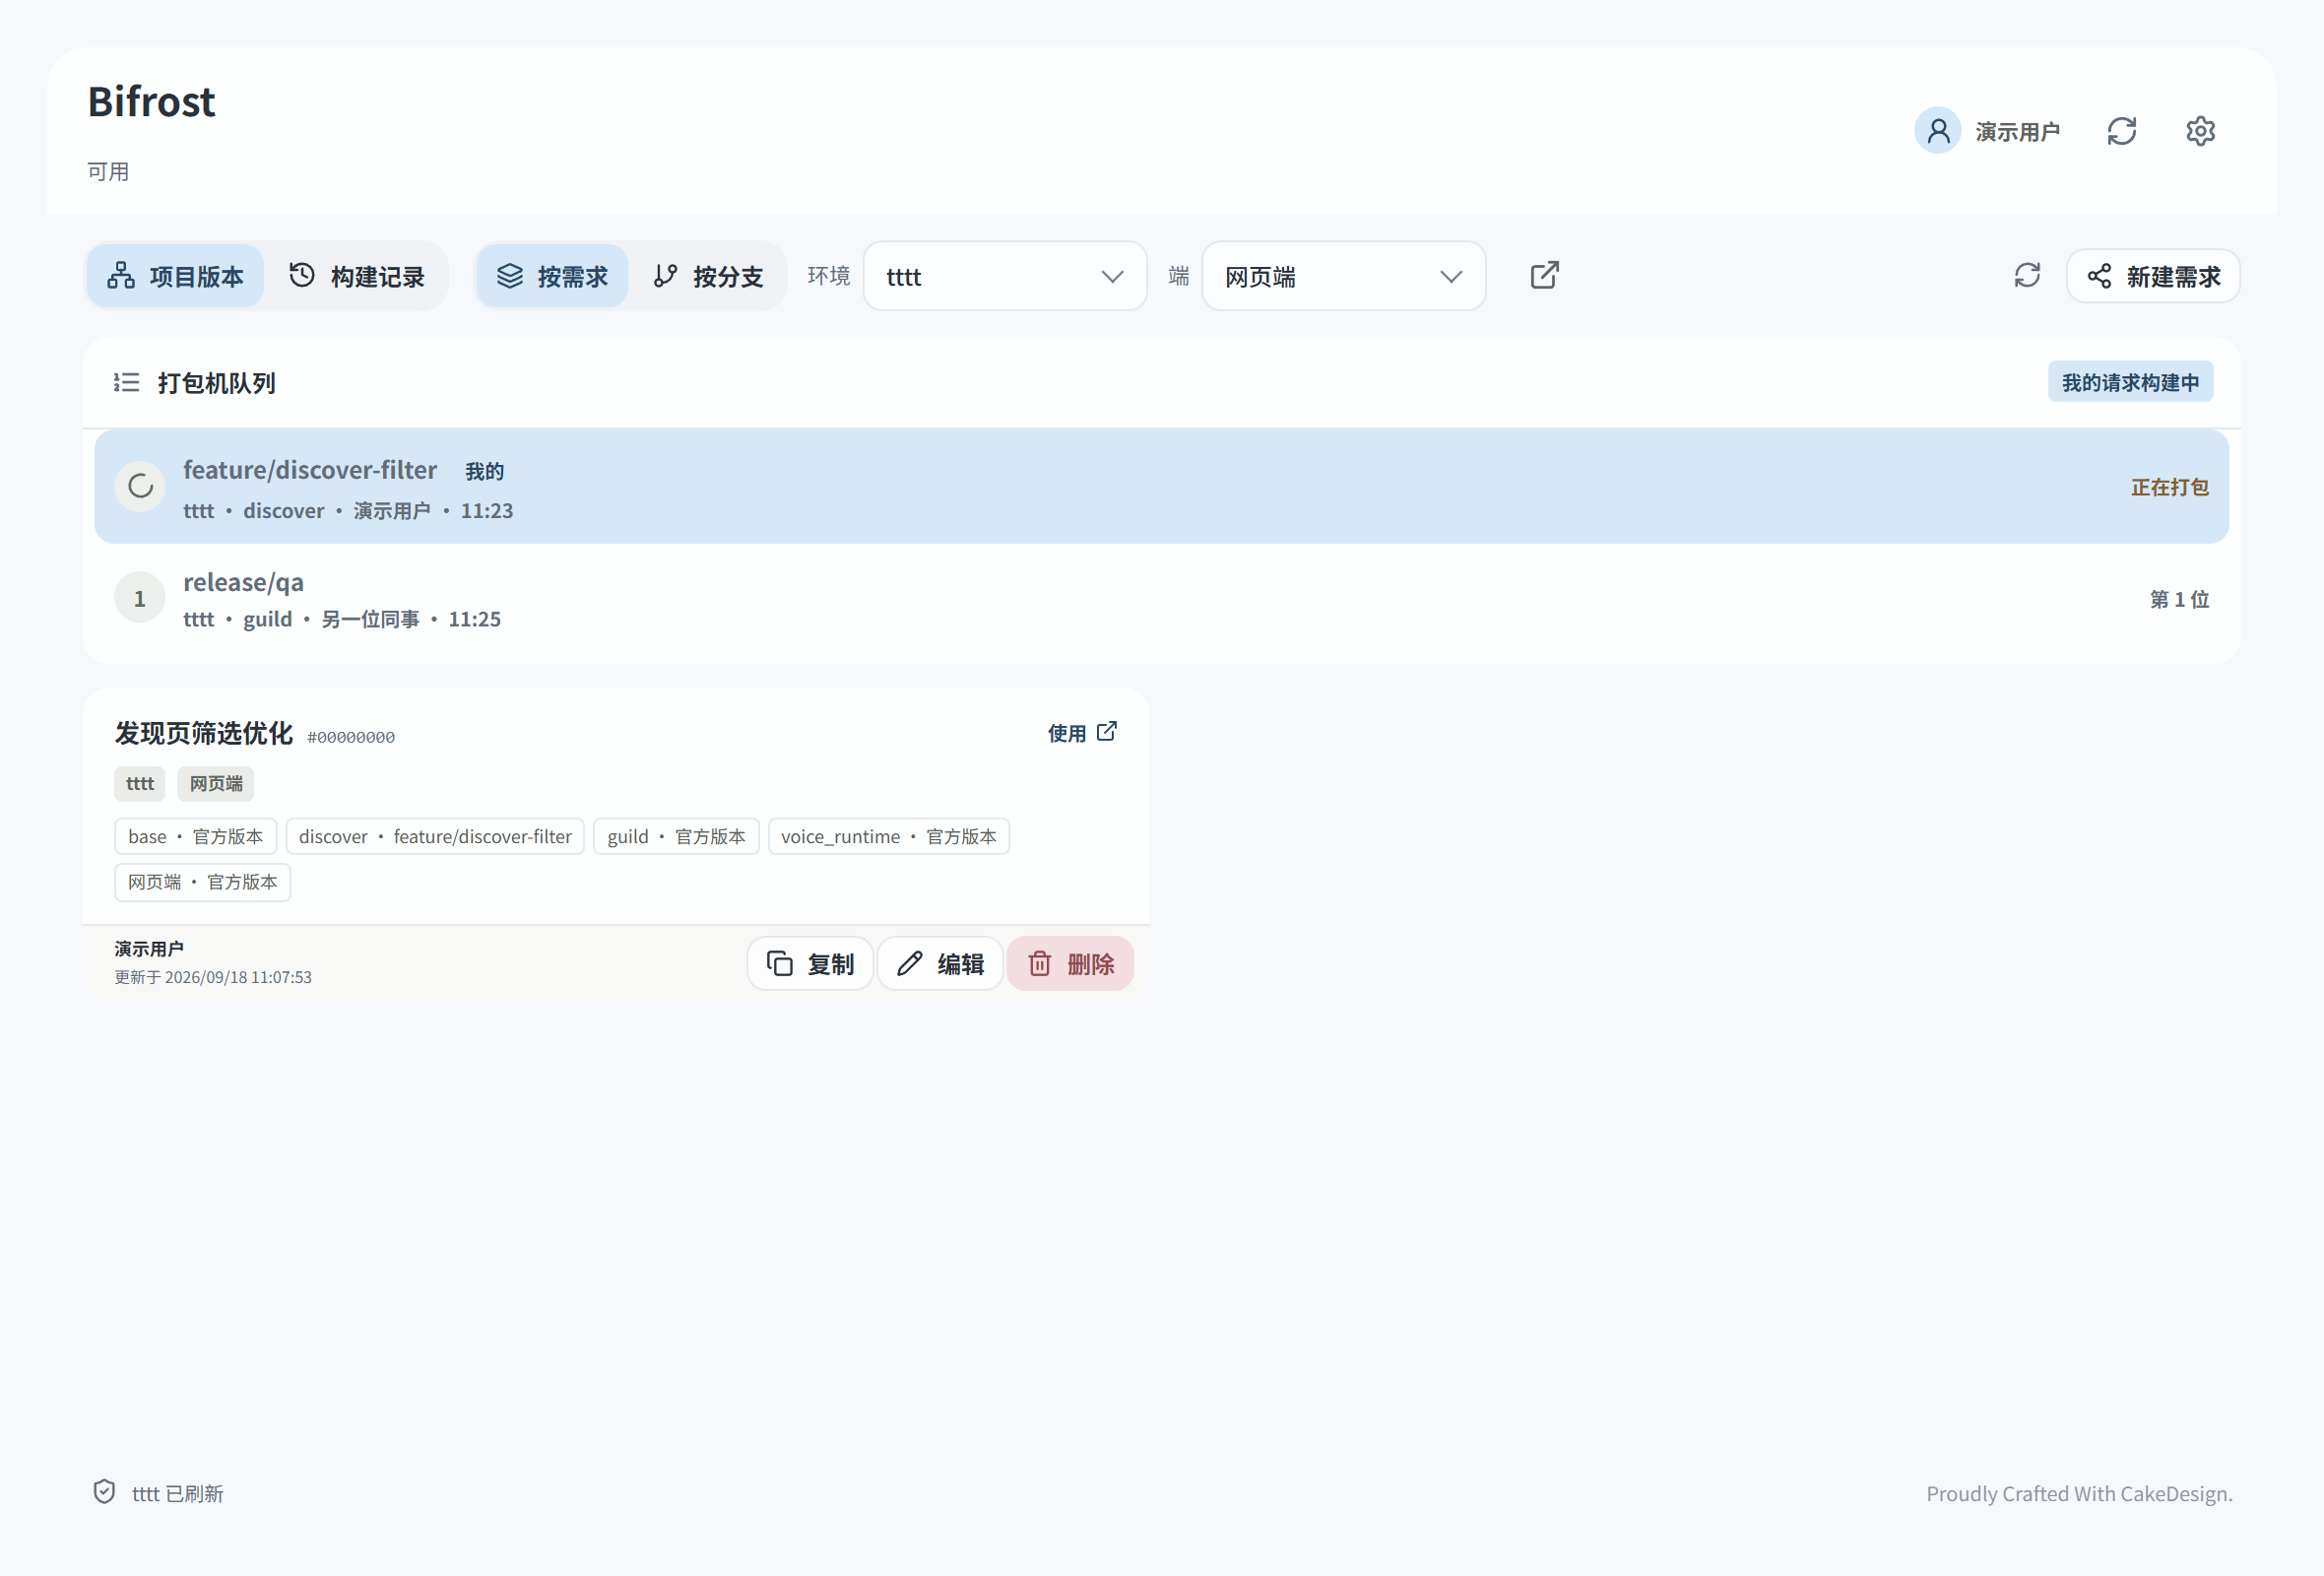 Bifrost
可用
演示用户
项目版本 构建记录 按需求 按分支 环境 tttt 端 网页端 新建需求
打包机队列 我的请求构建中
feature/discover-filter 我的
tttt • discover • 演示用户 • 11:23
正在打包
1
release/qa
tttt • guild • 另一位同事 • 11:25
第 1 位
发现页筛选优化 #00000000 使用
tttt 网页端
base • 官方版本 discover • feature/discover-filter guild • 官方版本 voice_runtime • 官方版本
网页端 • 官方版本
演示用户
更新于 2026/09/18 11:07:53
复制 编辑 删除
tttt 已刷新 Proudly Crafted With CakeDesign.